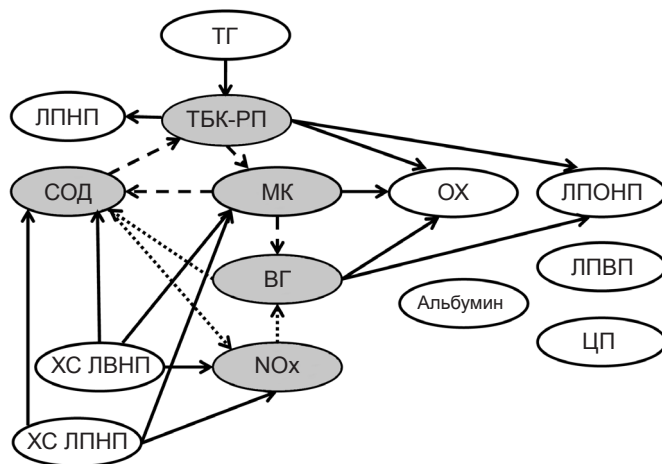 ТГ
ЛПНП
ТБК-РП
СОД
МК
ОХ
ЛПОНП
ВГ
ЛПВП
Альбумин
ХС ЛВНП
NOx
ЦП
ХС ЛПНП